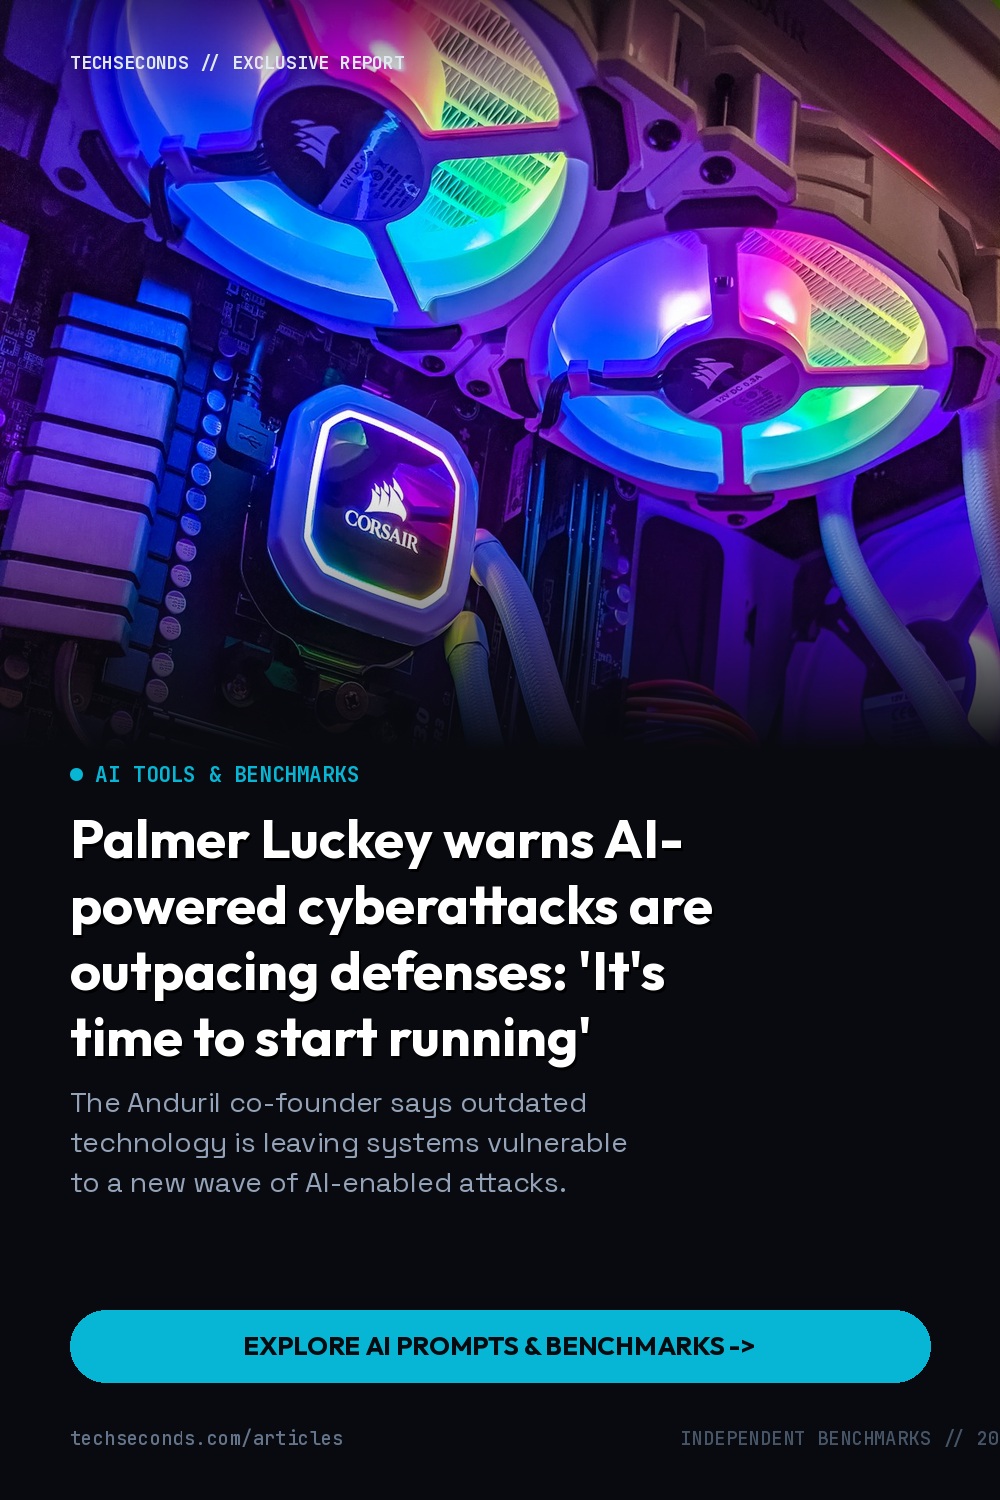 TECHSECONDS // EXCLUSIVE REPORT
CORSAIR
AI TOOLS & BENCHMARKS
Palmer Luckey warns AI-
powered cyberattacks are
outpacing defenses: 'It's
time to start running'
The Anduril co-founder says outdated
technology is leaving systems vulnerable
to a new wave of AI-enabled attacks.
EXPLORE AI PROMPTS & BENCHMARKS ->
techseconds.com/articles
INDEPENDENT BENCHMARKS // 20